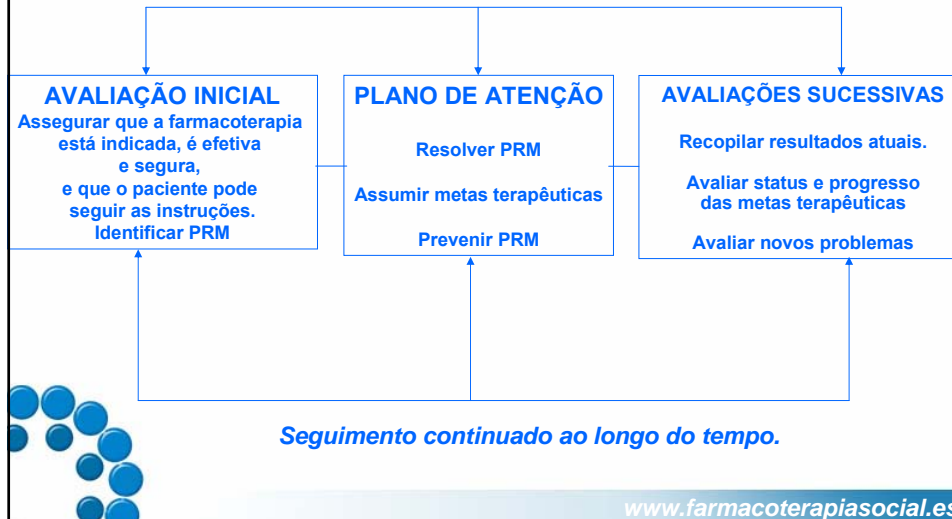 AVALIAÇÃO INICIAL
Assegurar que a farmacoterapia
está indicada, é efetiva
e segura,
e que o paciente pode
seguir as instruções.
Identificar PRM
PLANO DE ATENÇÃO
Resolver PRM
Assumir metas terapêuticas
Prevenir PRM
AVALIAÇÕES SUCESSIVAS
Recopilar resultados atuais.
Avaliar status e progresso
das metas terapêuticas
Avaliar novos problemas
Seguimento continuado ao longo do tempo.
www.farmacoterapiasocial.es